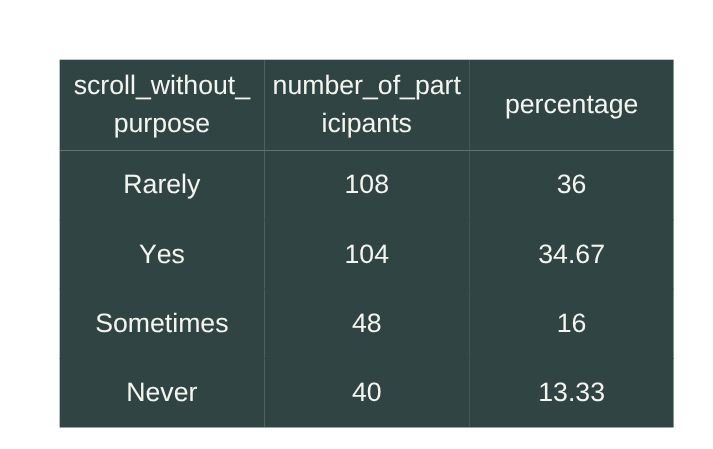 scroll_without_ number_of_part percentage
purpose icipants
Rarely 108 36
Yes 104 34.67
Sometimes 48 16
Never 40 13.33